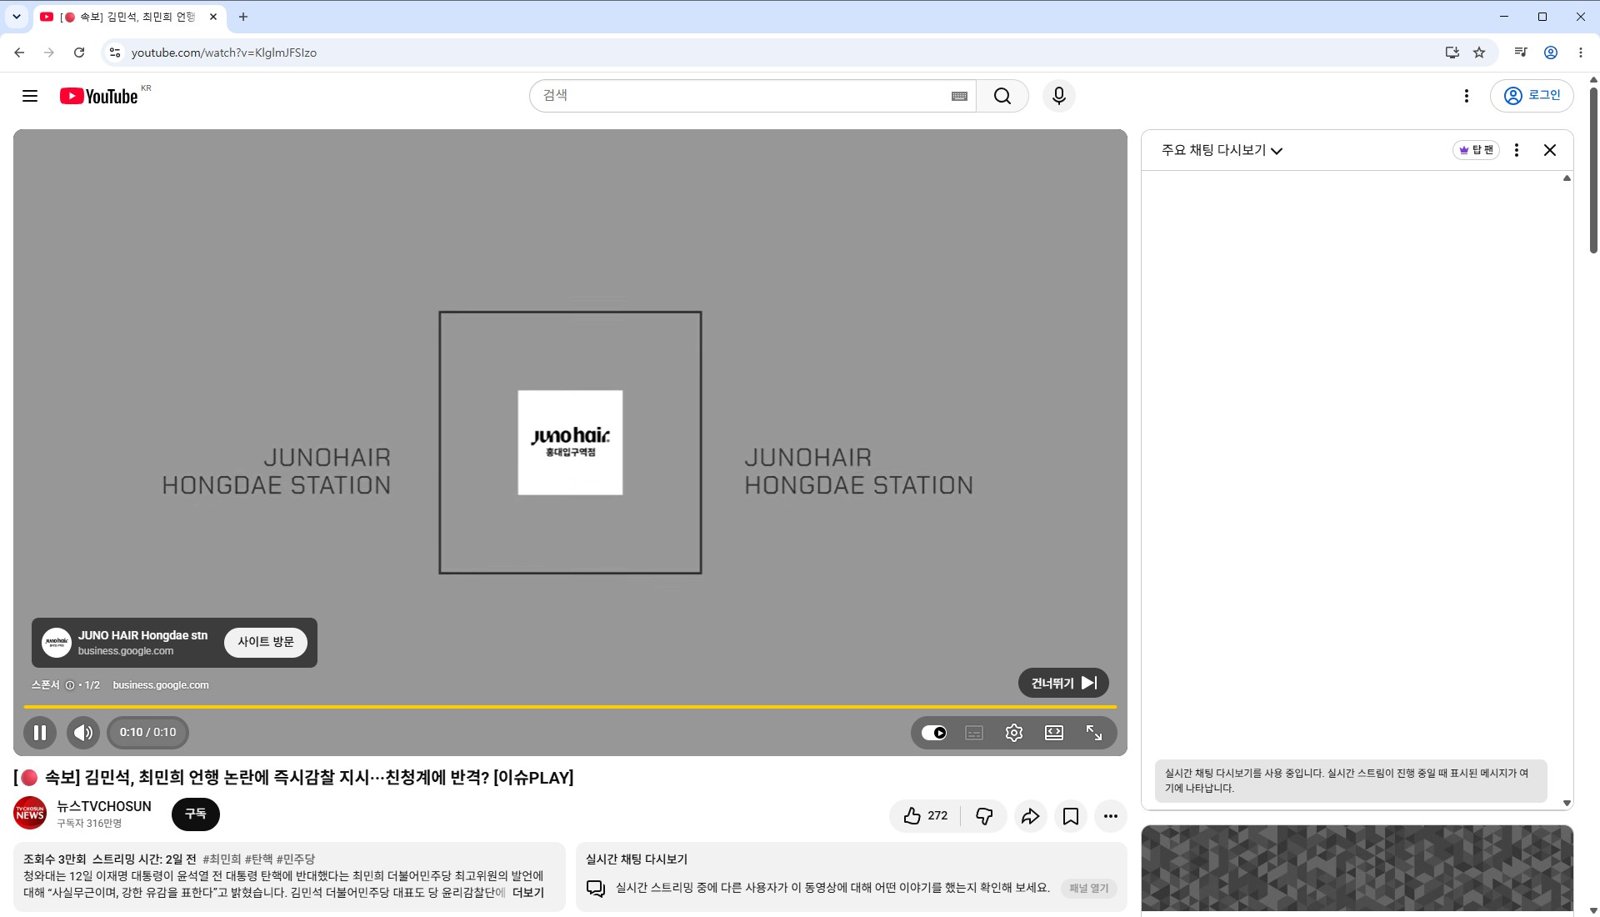 [🔴 속보] 김민석, 최민희 언행
youtube.com/watch?v=KlglmJFSIzo
YouTube KR
검색
로그인
주요 채팅 다시보기
탑 팬
JUNOHAIR
HONGDAE STATION
Junohair.
홍대입구역점
JUNOHAIR
HONGDAE STATION
JUNO HAIR Hongdae stn
business.google.com
사이트 방문
스폰서 · 1/2 business.google.com
건너뛰기
0:10 / 0:10
실시간 채팅 다시보기를 사용 중입니다. 실시간 스트림이 진행 중일 때 표시된 메시지가 여
기에 나타납니다.
[🔴 속보] 김민석, 최민희 언행 논란에 즉시감찰 지시…친청계에 반격? [이슈PLAY]
TVCHOSUN
NEWS
뉴스TVCHOSUN
구독자 316만명
구독
272
조회수 3만회 스트리밍 시간: 2일 전 #최민희 #탄핵 #민주당
청와대는 12일 이재명 대통령이 윤석열 전 대통령 탄핵에 반대했다는 최민희 더불어민주당 최고위원의 발언에
대해 “사실무근이며, 강한 유감을 표한다”고 밝혔습니다. 김민석 더불어민주당 대표도 당 윤리감찰단에 더보기
실시간 채팅 다시보기
실시간 스트리밍 중에 다른 사용자가 이 동영상에 대해 어떤 이야기를 했는지 확인해 보세요.
패널 열기